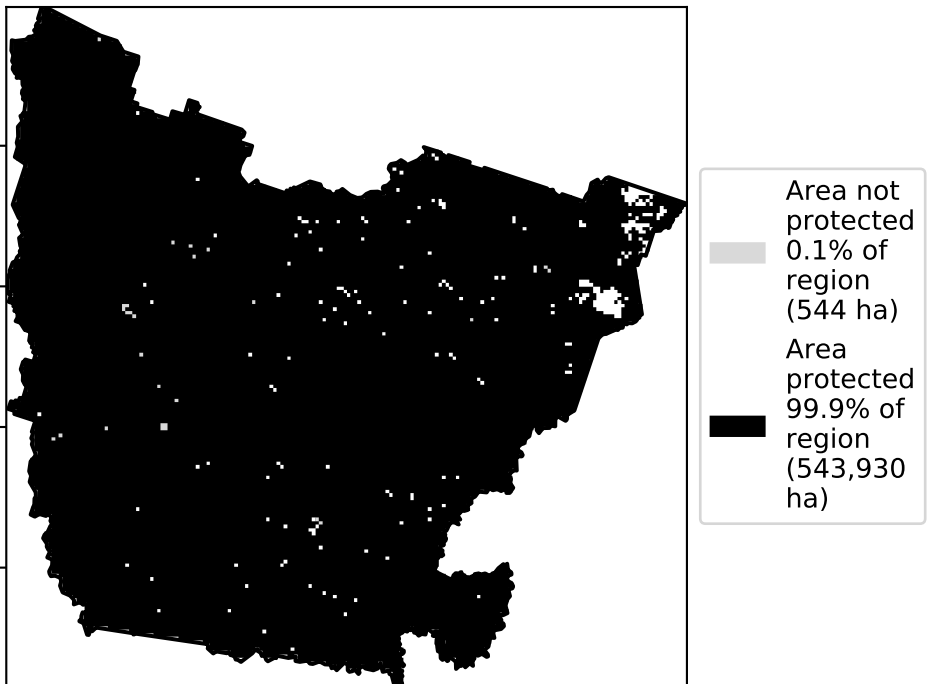 Area not
protected
0.1% of
region
(544 ha)
Area
protected
99.9% of
region
(543,930
ha)